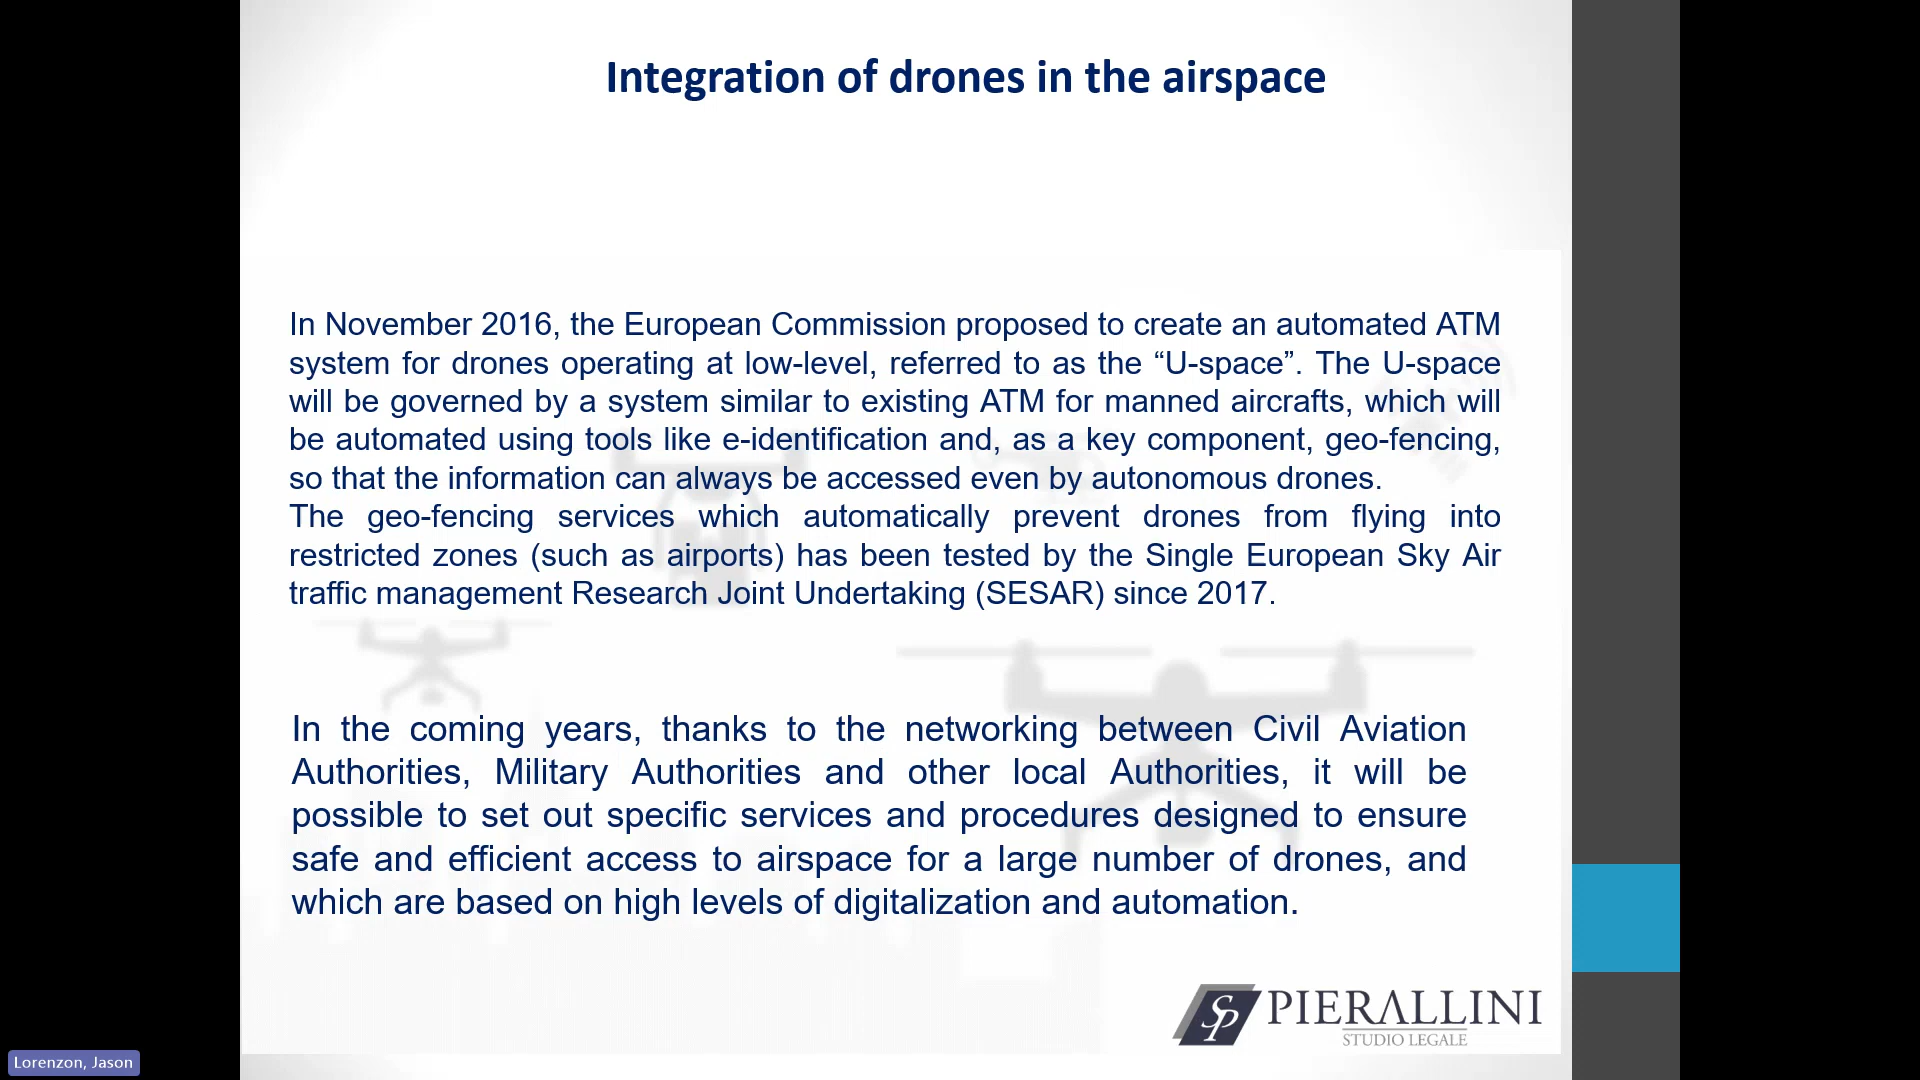 Integration of drones in the airspace
In November 2016, the European Commission proposed to create an automated ATM
system for drones operating at low-level, referred to as the “U-space”. The U-space
will be governed by a system similar to existing ATM for manned aircrafts, which will
be automated using tools like e-identification and, as a key component, geo-fencing,
so that the information can always be accessed even by autonomous drones.
The geo-fencing services which automatically prevent drones from flying into
restricted zones (such as airports) has been tested by the Single European Sky Air
traffic management Research Joint Undertaking (SESAR) since 2017.
In the coming years, thanks to the networking between Civil Aviation
Authorities, Military Authorities and other local Authorities, it will be
possible to set out specific services and procedures designed to ensure
safe and efficient access to airspace for a large number of drones, and
which are based on high levels of digitalization and automation.
SP PIERALLINI
STUDIO LEGALE
Lorenzon, Jason